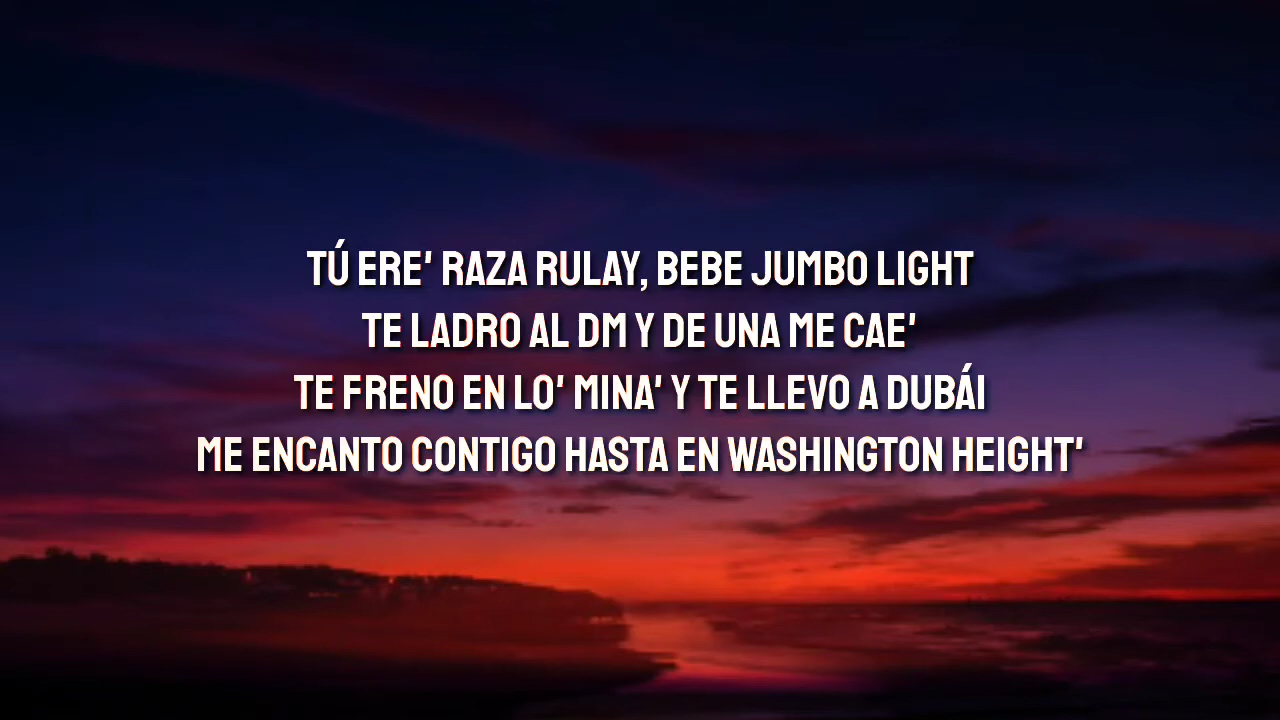 TÚ ERE' RAZA RULAY, BEBE JUMBO LIGHT
TE LADRO AL DM Y DE UNA ME CAE'
TE FRENO EN LO' MINA' Y TE LLEVO A DUBÁI
ME ENCANTO CONTIGO HASTA EN WASHINGTON HEIGHT'